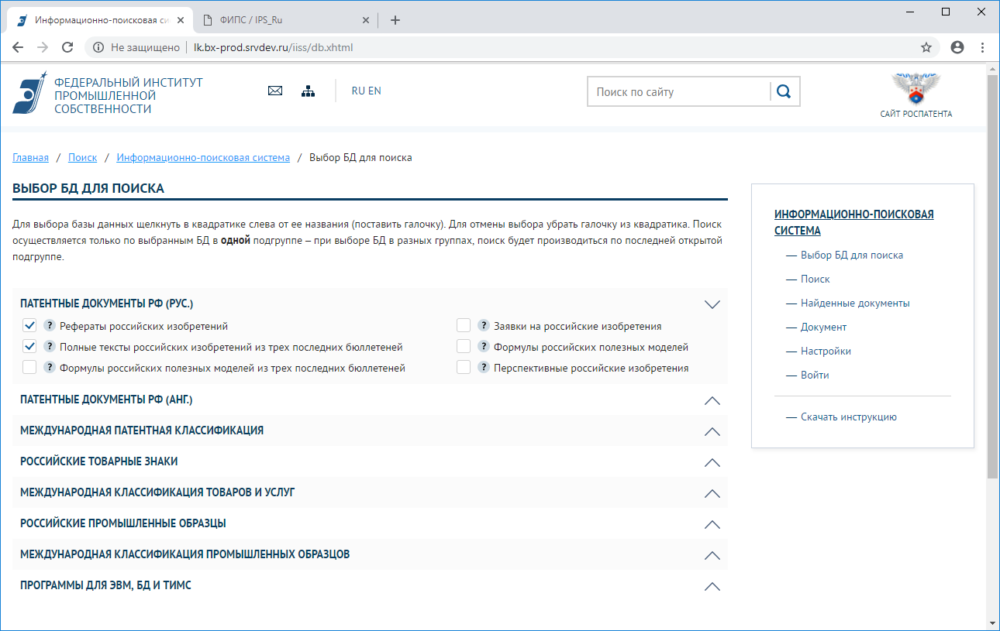 Информационно-поисковая си
ФИПС / IPS_Ru
Не защищено
lk.bx-prod.srvdev.ru/iiss/db.xhtml
ФЕДЕРАЛЬНЫЙ ИНСТИТУТ
ПРОМЫШЛЕННОЙ
СОБСТВЕННОСТИ
RU EN
Поиск по сайту
САЙТ РОСПАТЕНТА
Главная / Поиск / Информационно-поисковая система / Выбор БД для поиска
ВЫБОР БД ДЛЯ ПОИСКА
Для выбора базы данных щелкнуть в квадратике слева от ее названия (поставить галочку). Для отмены выбора убрать галочку из квадратика. Поиск
осуществляется только по выбранным БД в одной подгруппе – при выборе БД в разных группах, поиск будет производиться по последней открытой
подгруппе.
ПАТЕНТНЫЕ ДОКУМЕНТЫ РФ (РУС.)
? Рефераты российских изобретений
? Заявки на российские изобретения
? Полные тексты российских изобретений из трех последних бюллетеней
? Формулы российских полезных моделей
? Формулы российских полезных моделей из трех последних бюллетеней
? Перспективные российские изобретения
ПАТЕНТНЫЕ ДОКУМЕНТЫ РФ (АНГ.)
МЕЖДУНАРОДНАЯ ПАТЕНТНАЯ КЛАССИФИКАЦИЯ
РОССИЙСКИЕ ТОВАРНЫЕ ЗНАКИ
МЕЖДУНАРОДНАЯ КЛАССИФИКАЦИЯ ТОВАРОВ И УСЛУГ
РОССИЙСКИЕ ПРОМЫШЛЕННЫЕ ОБРАЗЦЫ
МЕЖДУНАРОДНАЯ КЛАССИФИКАЦИЯ ПРОМЫШЛЕННЫХ ОБРАЗЦОВ
ПРОГРАММЫ ДЛЯ ЭВМ, БД И ТИМС
ИНФОРМАЦИОННО-ПОИСКОВАЯ
СИСТЕМА
— Выбор БД для поиска
— Поиск
— Найденные документы
— Документ
— Настройки
— Войти
— Скачать инструкцию